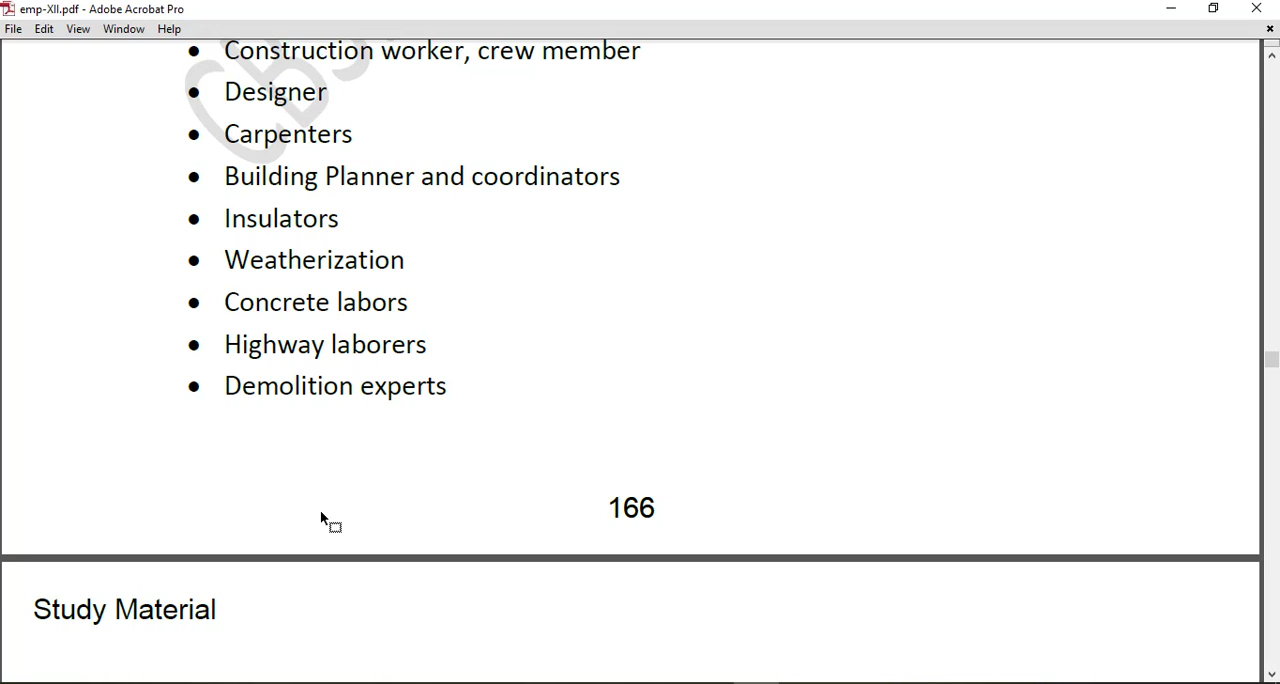 emp-XII.pdf - Adobe Acrobat Pro
File Edit View Window Help
• Construction worker, crew member
• Designer
• Carpenters
• Building Planner and coordinators
• Insulators
• Weatherization
• Concrete labors
• Highway laborers
• Demolition experts
166
Study Material